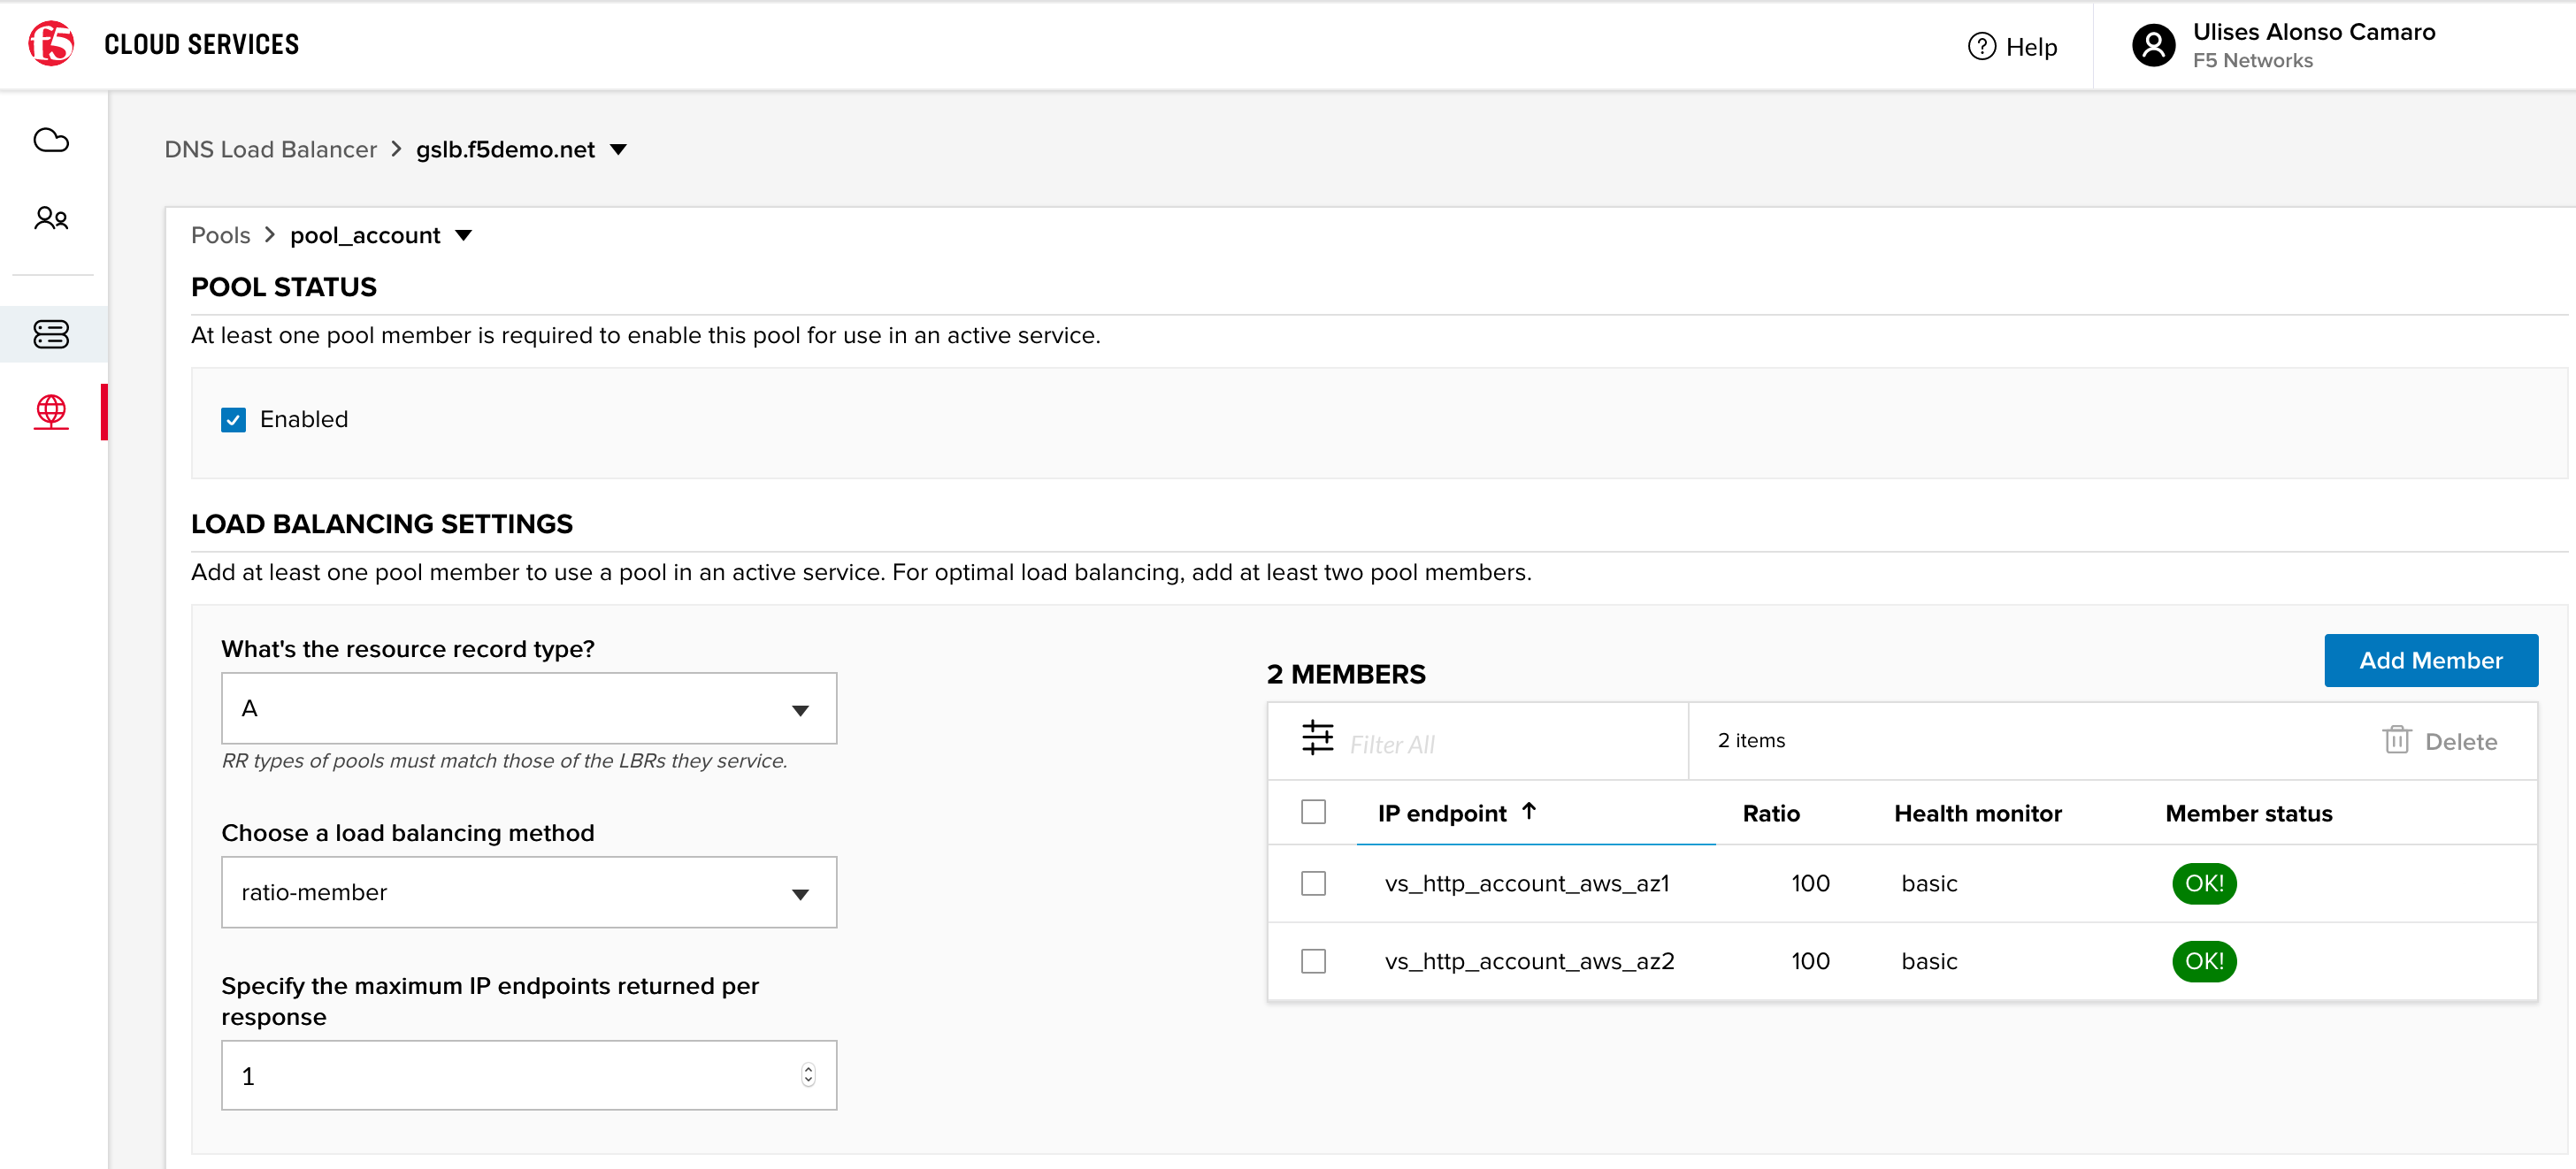 f5 CLOUD SERVICES
Help
Ulises Alonso Camaro
F5 Networks
DNS Load Balancer > gslb.f5demo.net
Pools > pool_account
POOL STATUS
At least one pool member is required to enable this pool for use in an active service.
Enabled
LOAD BALANCING SETTINGS
Add at least one pool member to use a pool in an active service. For optimal load balancing, add at least two pool members.
What's the resource record type?
A
RR types of pools must match those of the LBRs they service.
Choose a load balancing method
ratio-member
Specify the maximum IP endpoints returned per
response
1
2 MEMBERS
Add Member
Filter All
2 items
Delete
IP endpoint ↑ Ratio Health monitor Member status
vs_http_account_aws_az1 100 basic OK!
vs_http_account_aws_az2 100 basic OK!